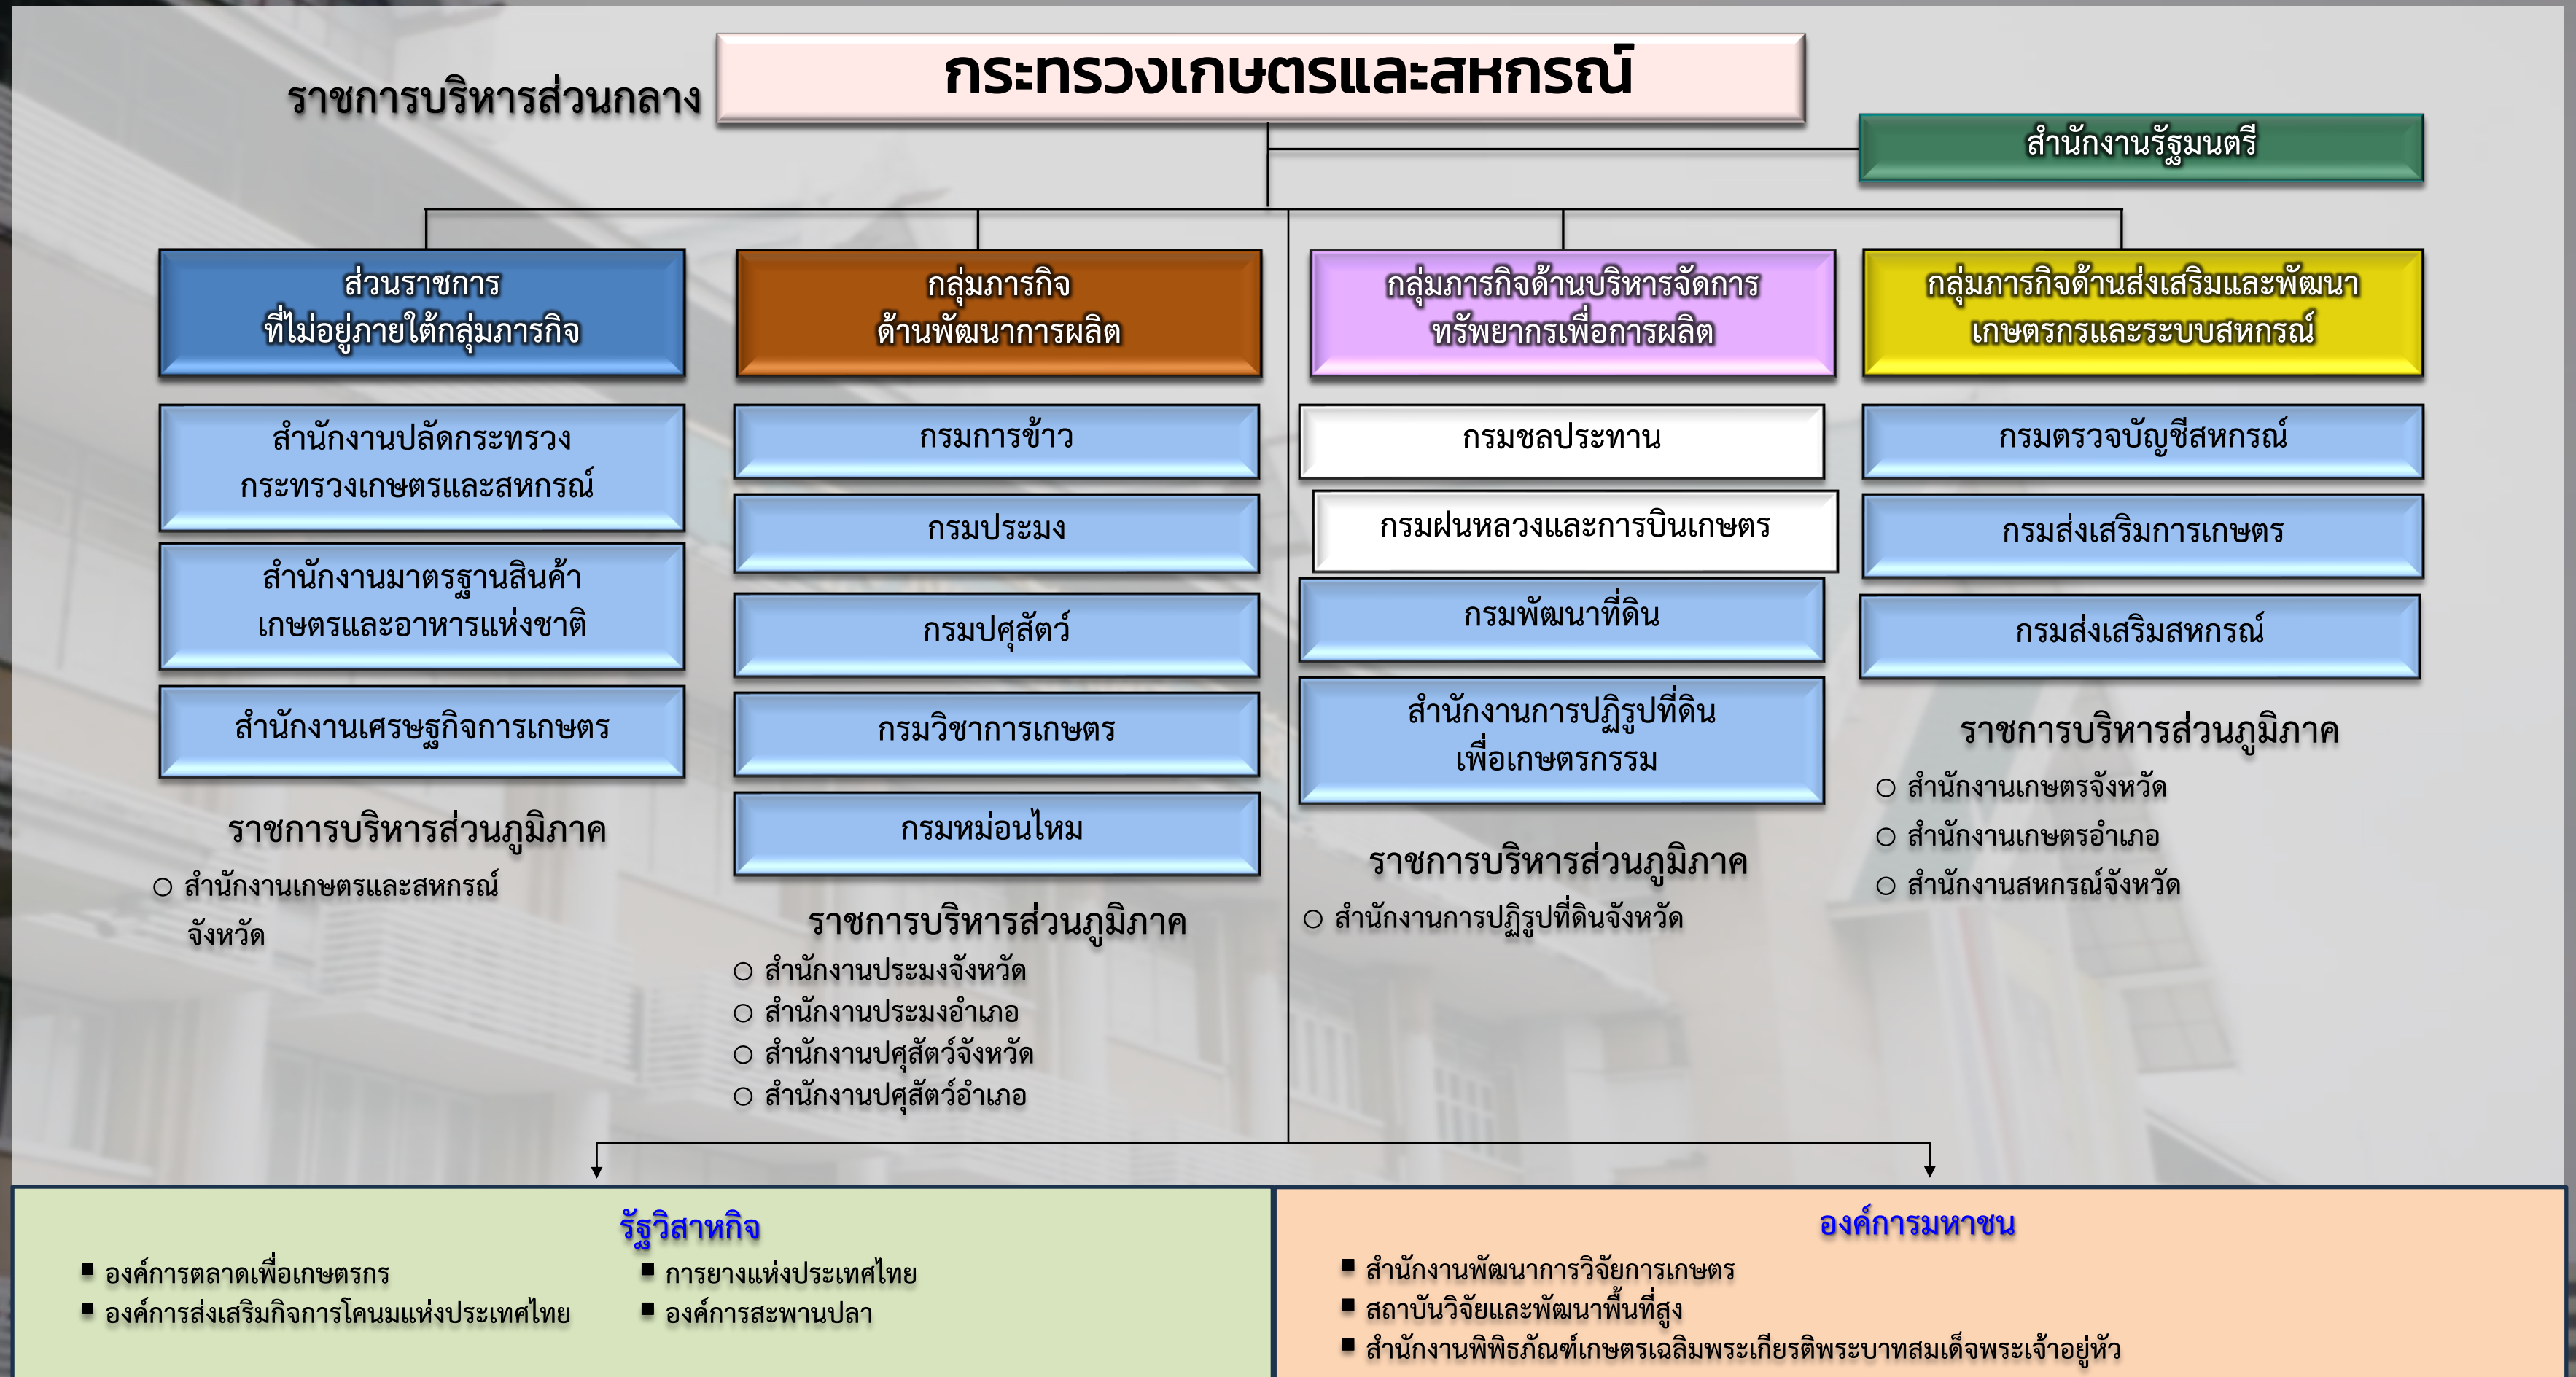 กระทรวงเกษตรและสหกรณ์
ราชการบริหารส่วนกลาง
สำนักงานรัฐมนตรี
ส่วนราชการ
ที่ไม่อยู่ภายใต้กลุ่มภารกิจ
สำนักงานปลัดกระทรวง
กระทรวงเกษตรและสหกรณ์
สำนักงานมาตรฐานสินค้า
เกษตรและอาหารแห่งชาติ
สำนักงานเศรษฐกิจการเกษตร
ราชการบริหารส่วนภูมิภาค
○ สำนักงานเกษตรและสหกรณ์
จังหวัด
กลุ่มภารกิจ
ด้านพัฒนาการผลิต
กรมการข้าว
กรมประมง
กรมปศุสัตว์
กรมวิชาการเกษตร
กรมหม่อนไหม
ราชการบริหารส่วนภูมิภาค
○ สำนักงานประมงจังหวัด
○ สำนักงานประมงอำเภอ
○ สำนักงานปศุสัตว์จังหวัด
○ สำนักงานปศุสัตว์อำเภอ
กลุ่มภารกิจด้านบริหารจัดการ
ทรัพยากรเพื่อการผลิต
กรมชลประทาน
กรมฝนหลวงและการบินเกษตร
กรมพัฒนาที่ดิน
สำนักงานการปฏิรูปที่ดิน
เพื่อเกษตรกรรม
ราชการบริหารส่วนภูมิภาค
○ สำนักงานการปฏิรูปที่ดินจังหวัด
กลุ่มภารกิจด้านส่งเสริมและพัฒนา
เกษตรกรและระบบสหกรณ์
กรมตรวจบัญชีสหกรณ์
กรมส่งเสริมการเกษตร
กรมส่งเสริมสหกรณ์
ราชการบริหารส่วนภูมิภาค
○ สำนักงานเกษตรจังหวัด
○ สำนักงานเกษตรอำเภอ
○ สำนักงานสหกรณ์จังหวัด
รัฐวิสาหกิจ
▪ องค์การตลาดเพื่อเกษตรกร
▪ องค์การส่งเสริมกิจการโคนมแห่งประเทศไทย
▪ การยางแห่งประเทศไทย
▪ องค์การสะพานปลา
องค์การมหาชน
▪ สำนักงานพัฒนาการวิจัยการเกษตร
▪ สถาบันวิจัยและพัฒนาพื้นที่สูง
▪ สำนักงานพิพิธภัณฑ์เกษตรเฉลิมพระเกียรติพระบาทสมเด็จพระเจ้าอยู่หัว